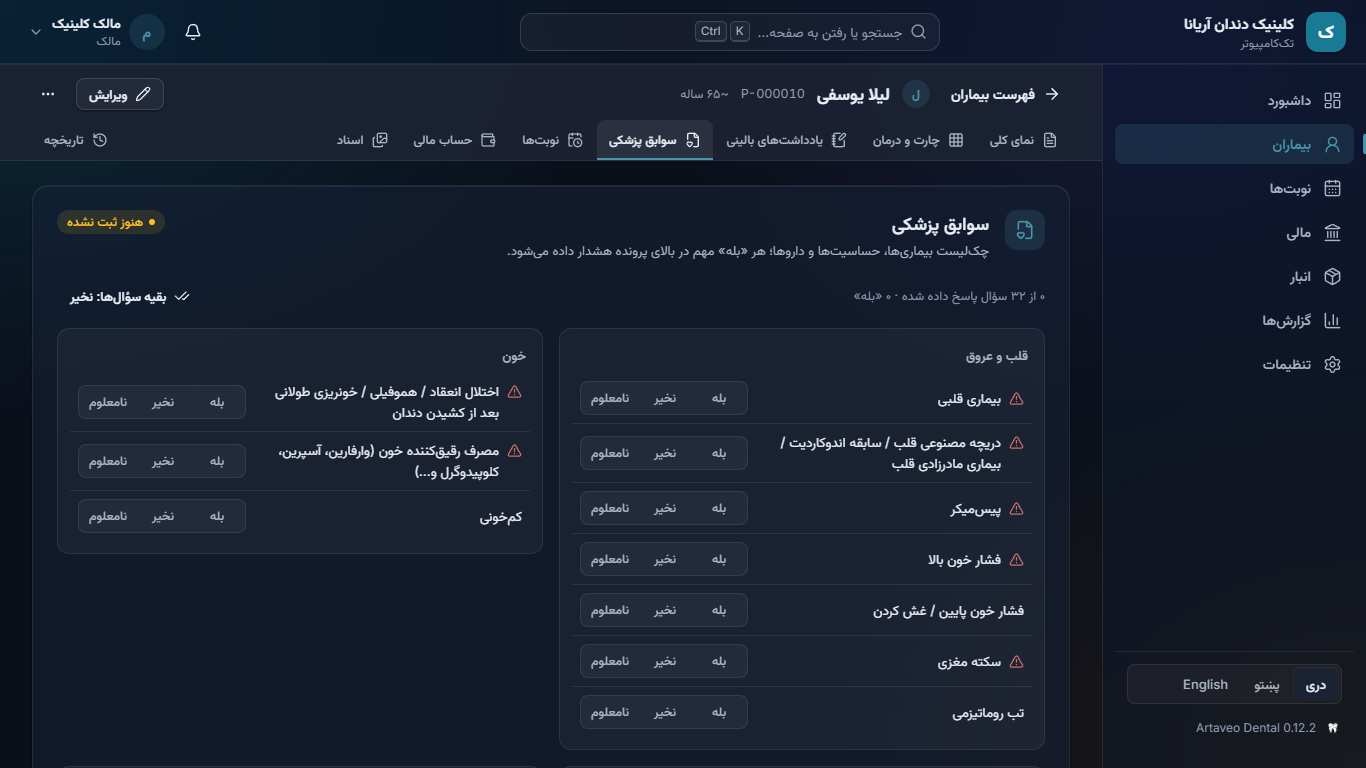 ک
کلینیک دندان آریانا
تک‌کامپیوتر
جستجو یا رفتن به صفحه... Ctrl K
م
مالک کلینیک
مالک
داشبورد
بیماران
نوبت‌ها
مالی
انبار
گزارش‌ها
تنظیمات
دری پښتو English
Artaveo Dental 0.12.2
فهرست بیماران ل لیلا یوسفی P-000010 ~۶۵ ساله
ویرایش
نمای کلی چارت و درمان یادداشت‌های بالینی سوابق پزشکی نوبت‌ها حساب مالی اسناد تاریخچه
سوابق پزشکی
هنوز ثبت نشده
چک‌لیست بیماری‌ها، حساسیت‌ها و داروها؛ هر «بله» مهم در بالای پرونده هشدار داده می‌شود.
۰ از ۳۲ سؤال پاسخ داده شده · ۰ «بله»
بقیه سؤال‌ها: نخیر
قلب و عروق
بیماری قلبی
بله نخیر نامعلوم
دریچه مصنوعی قلب / سابقه اندوکاردیت /
بیماری مادرزادی قلب
بله نخیر نامعلوم
پیس‌میکر
بله نخیر نامعلوم
فشار خون بالا
بله نخیر نامعلوم
فشار خون پایین / غش کردن
بله نخیر نامعلوم
سکته مغزی
بله نخیر نامعلوم
تب روماتیزمی
بله نخیر نامعلوم
خون
اختلال انعقاد / هموفیلی / خونریزی طولانی
بعد از کشیدن دندان
بله نخیر نامعلوم
مصرف رقیق‌کننده خون (وارفارین، آسپرین،
کلوپیدوگرل و...)
بله نخیر نامعلوم
کم‌خونی
بله نخیر نامعلوم